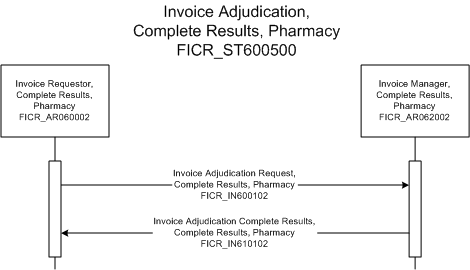 Invoice Adjudication,
Complete Results, Pharmacy
FICR_ST600500
Invoice Requestor,
Complete Results,
Pharmacy
FICR_AR060002
Invoice Manager,
Complete Results,
Pharmacy
FICR_AR062002
Invoice Adjudication Request,
Complete Results, Pharmacy
FICR_IN600102
Invoice Adjudication Complete Results,
Complete Results, Pharmacy
FICR_IN610102